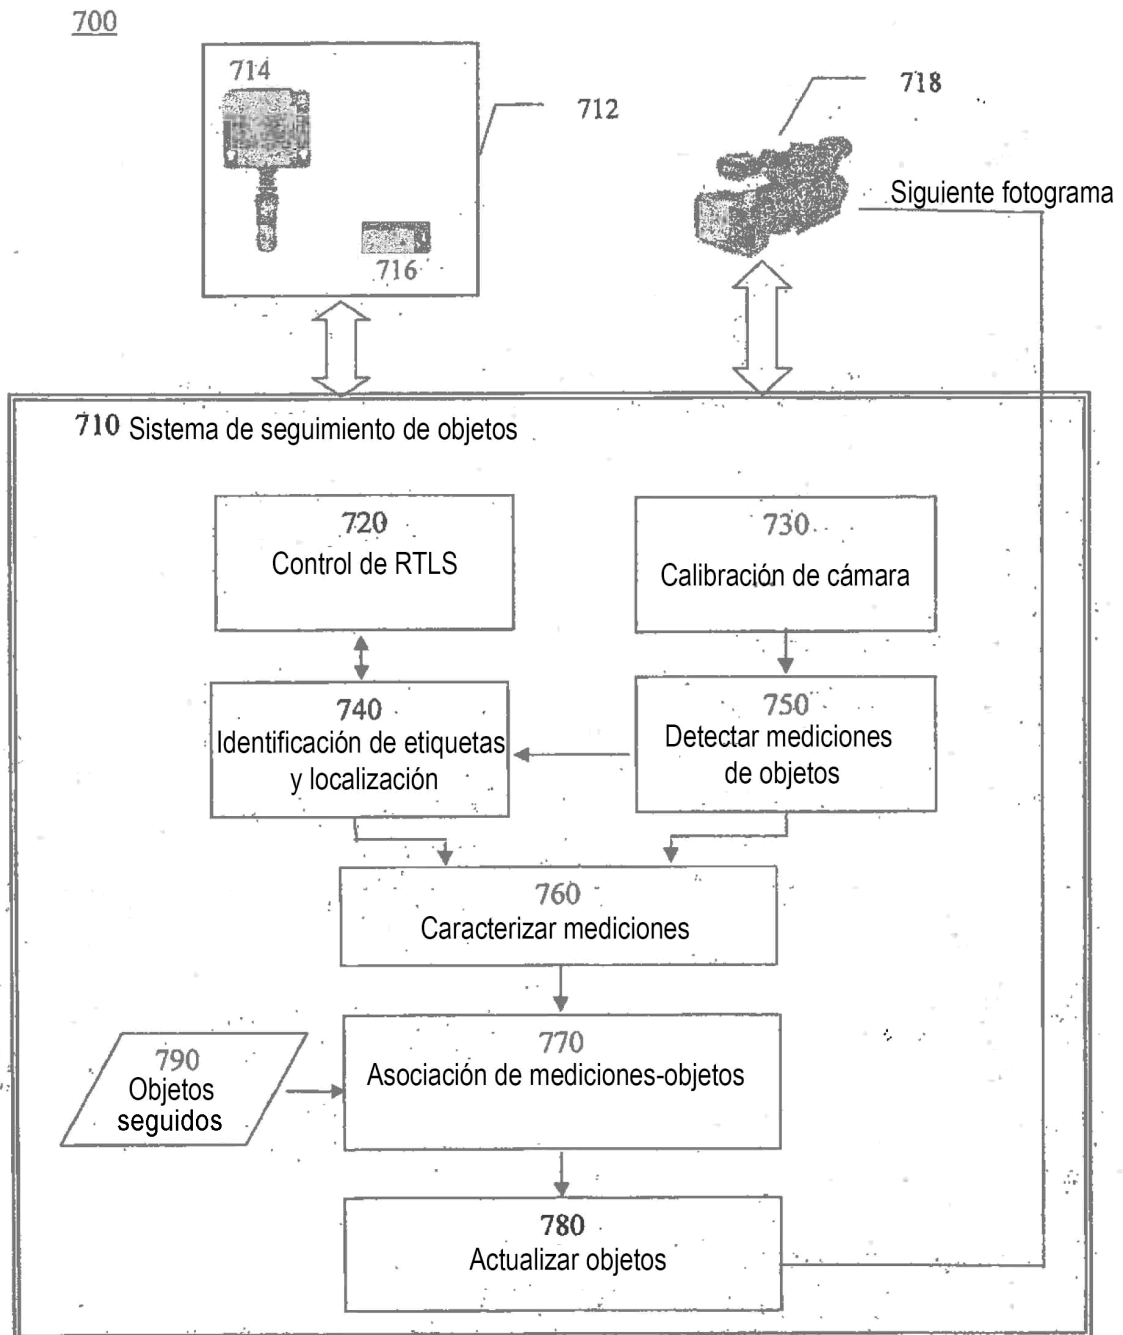 700
714
712
716
718
Siguiente fotograma
710 Sistema de seguimiento de objetos
720
Control de RTLS
730
Calibración de cámara
740
Identificación de etiquetas
y localización
750
Detectar mediciones
de objetos
760
Caracterizar mediciones
770
Asociación de mediciones-objetos
790
Objetos
seguidos
780
Actualizar objetos